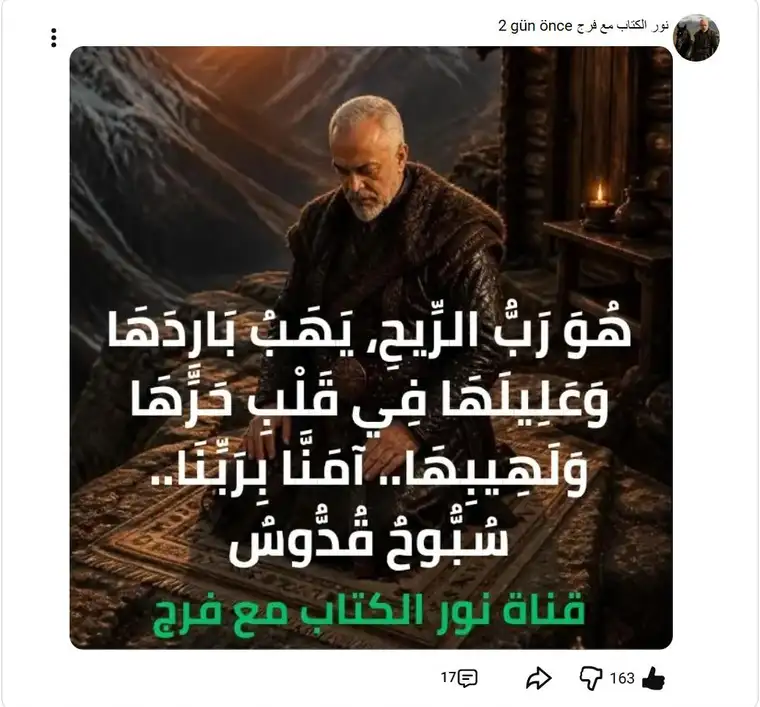 نور الكتاب مع فرج 2 gün önce
هُوَ رَبُّ الرِّيحِ، يَهَبُ بَارِدَهَا
وَعَلِيلَهَا فِي قَلْبِ حَرِّهَا
وَلَهِيبِهَا.. آمَنَّا بِرَبِّنَا..
سُبُّوحٌ قُدُّوسٌ
قناة نور الكتاب مع فرج
163
17